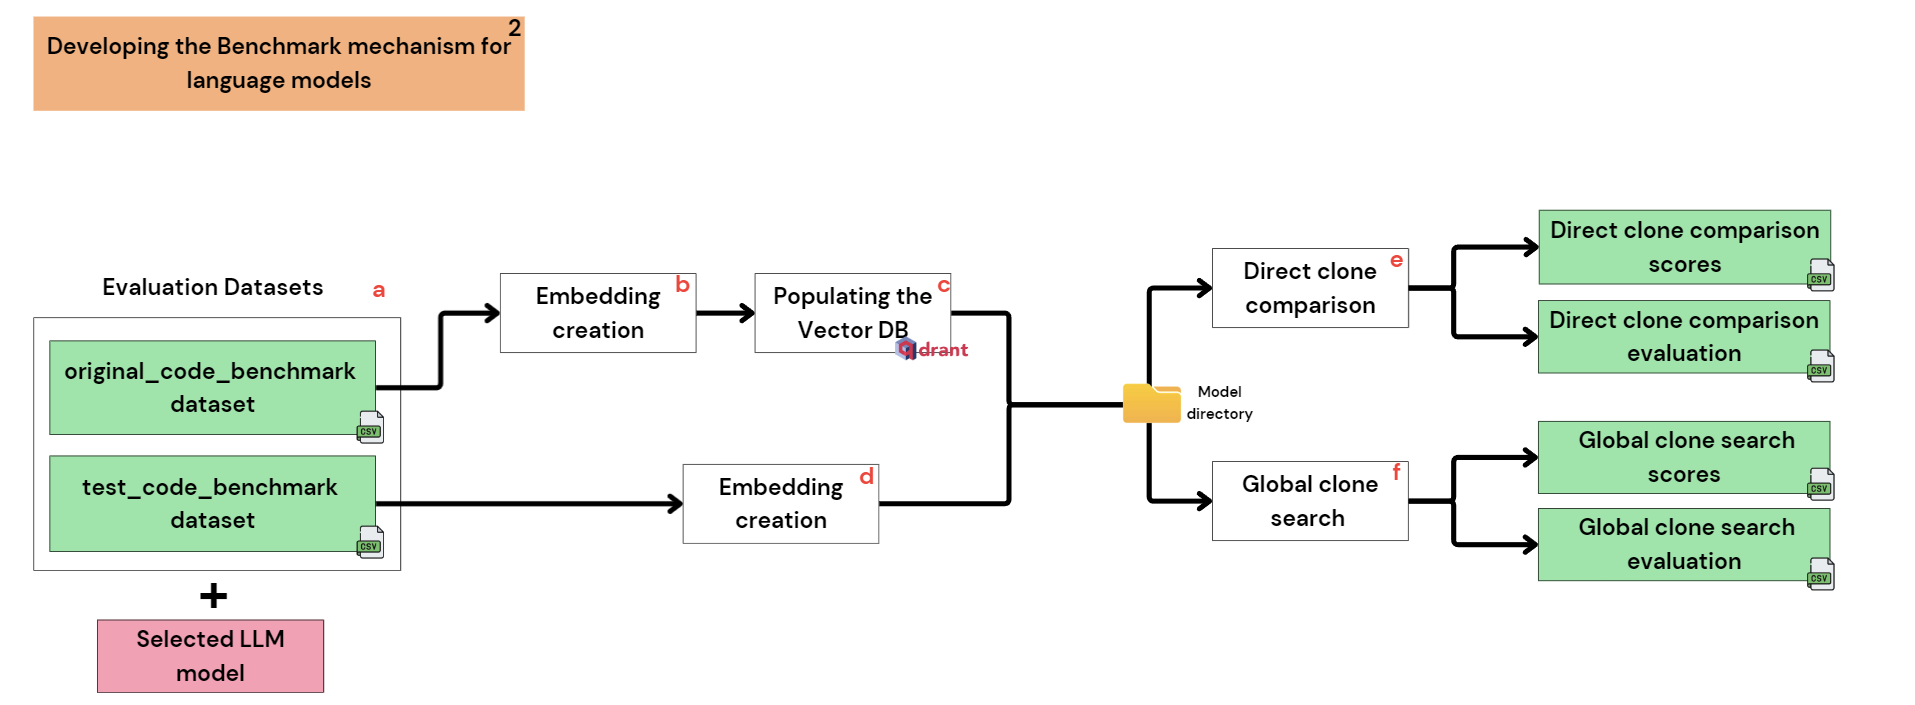 2
Developing the Benchmark mechanism for
language models
Evaluation Datasets
a
original_code_benchmark
dataset
CSV
test_code_benchmark
dataset
CSV
+
Selected LLM
model
Embedding
creation
b
Populating the
Vector DB
c
qdrant
Embedding
creation
d
Model
directory
Direct clone
comparison
e
Global clone
search
f
Direct clone comparison
scores
CSV
Direct clone comparison
evaluation
CSV
Global clone search
scores
CSV
Global clone search
evaluation
CSV